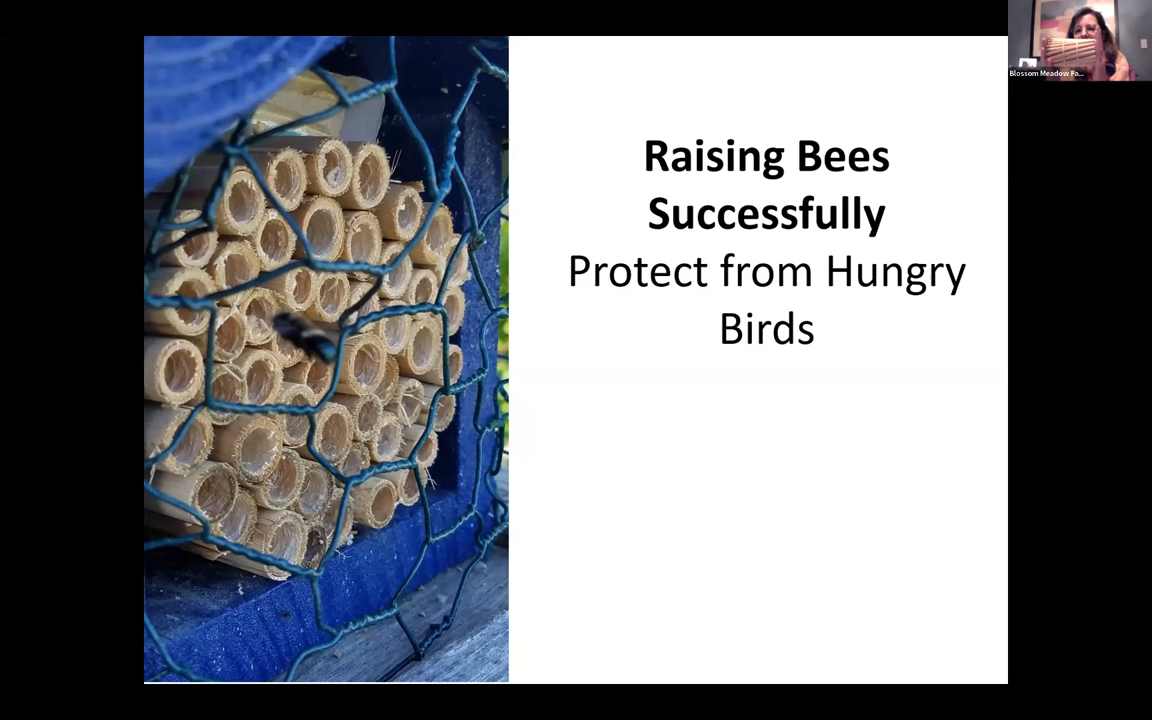 Raising Bees
Successfully
Protect from Hungry
Birds
Blossom Meadow Fa...